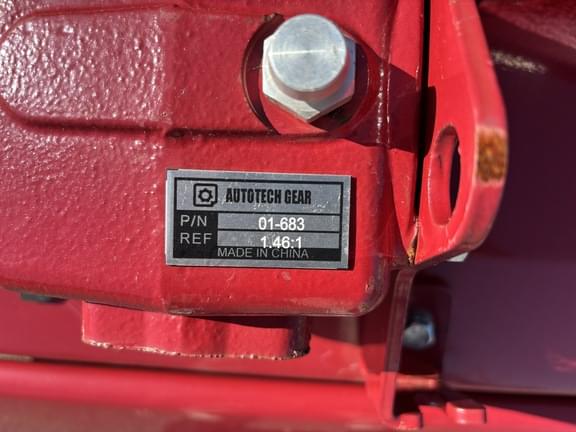 AUTOTECH GEAR
P/N 01-683
REF 1.46:1
MADE IN CHINA